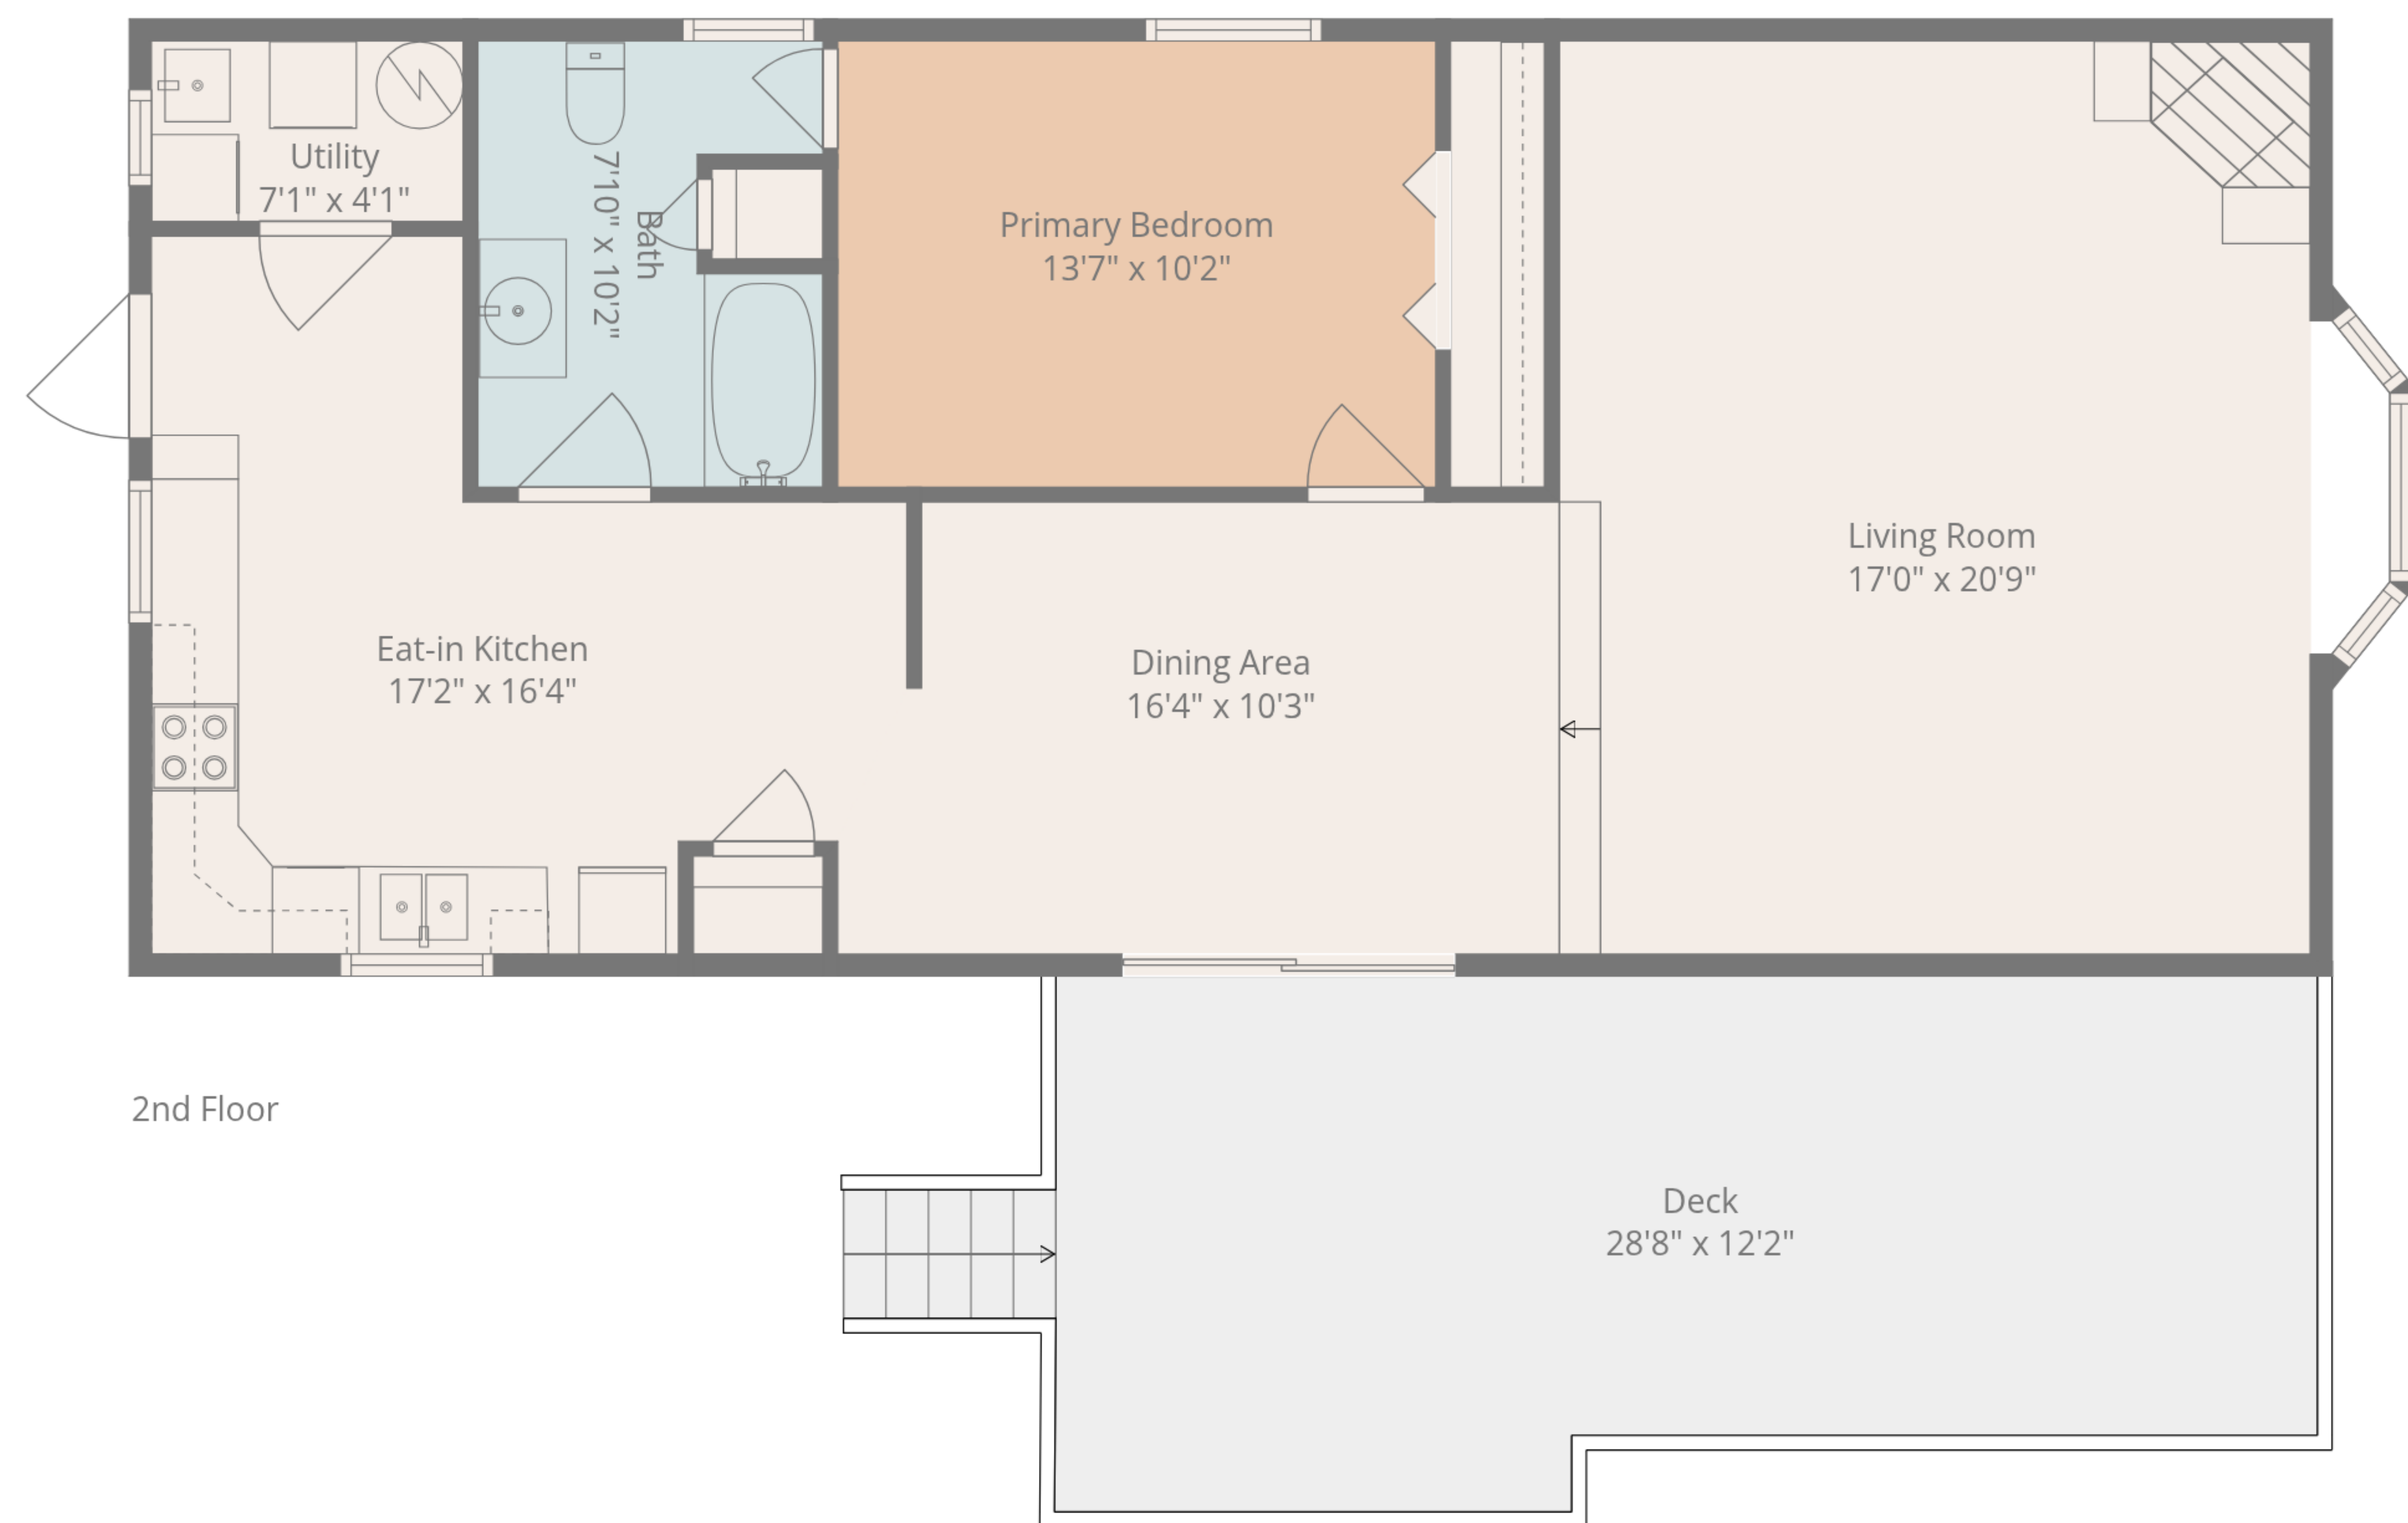 Utility
7'1" x 4'1"
Bath
7'10" x 10'2"
Primary Bedroom
13'7" x 10'2"
Living Room
17'0" x 20'9"
Eat-in Kitchen
17'2" x 16'4"
Dining Area
16'4" x 10'3"
2nd Floor
Deck
28'8" x 12'2"